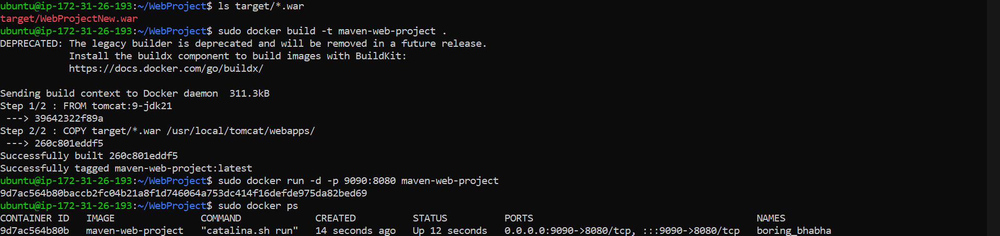 ubuntu@ip-172-31-26-193:~/WebProject$ ls target/*.war
target/WebProjectNew.war
ubuntu@ip-172-31-26-193:~/WebProject$ sudo docker build -t maven-web-project .
DEPRECATED: The legacy builder is deprecated and will be removed in a future release.
            Install the buildx component to build images with BuildKit:
            https://docs.docker.com/go/buildx/

Sending build context to Docker daemon  311.3kB
Step 1/2 : FROM tomcat:9-jdk21
 ---> 39642322f89a
Step 2/2 : COPY target/*.war /usr/local/tomcat/webapps/
 ---> 260c801eddf5
Successfully built 260c801eddf5
Successfully tagged maven-web-project:latest
ubuntu@ip-172-31-26-193:~/WebProject$ sudo docker run -d -p 9090:8080 maven-web-project
9d7ac564b80baccb2fc04b21a8f1d746064a753dc414f16defde975da82bed69
ubuntu@ip-172-31-26-193:~/WebProject$ sudo docker ps
CONTAINER ID   IMAGE               COMMAND             CREATED          STATUS          PORTS                                       NAMES
9d7ac564b80b   maven-web-project   "catalina.sh run"   14 seconds ago   Up 12 seconds   0.0.0.0:9090->8080/tcp, :::9090->8080/tcp   boring_bhabha